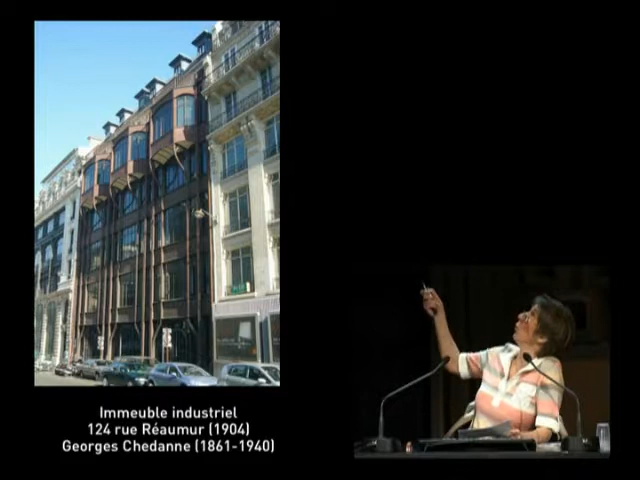 Immeuble industriel
124 rue Réaumur (1904)
Georges Chedanne (1861-1940)